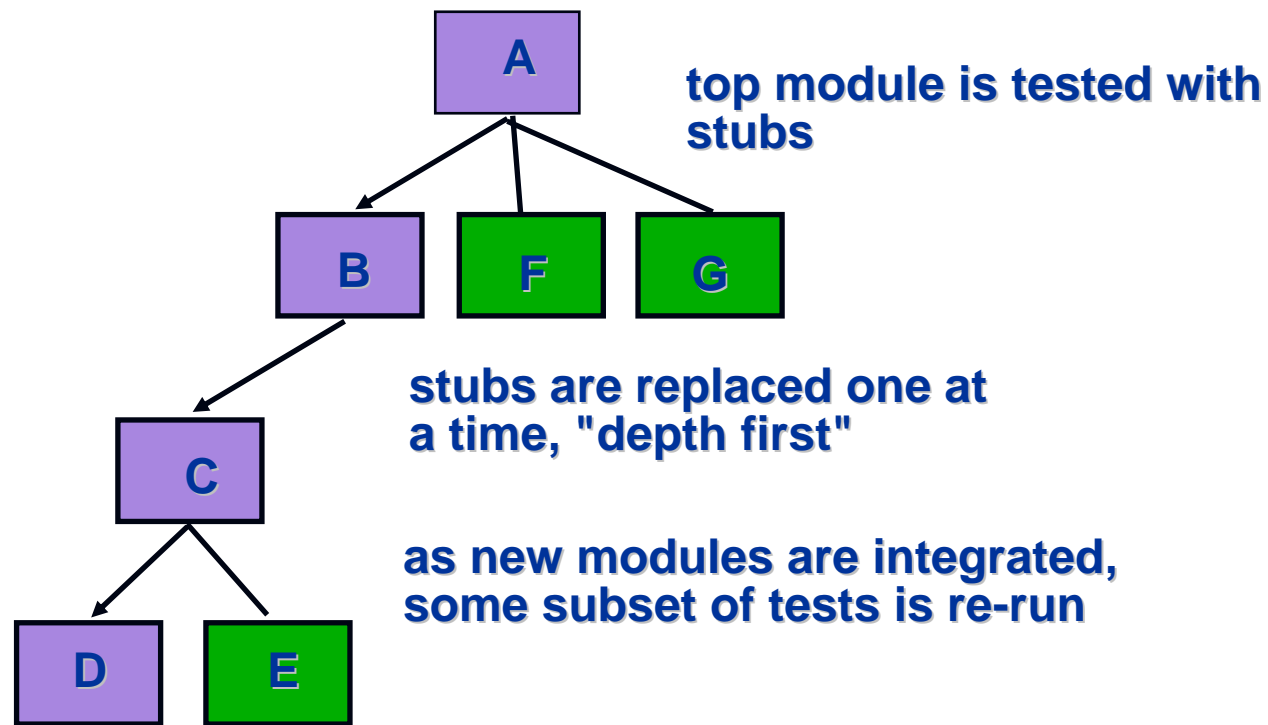 A
top module is tested with
stubs
B
F
G
stubs are replaced one at
a time, "depth first"
C
as new modules are integrated,
some subset of tests is re-run
D
E